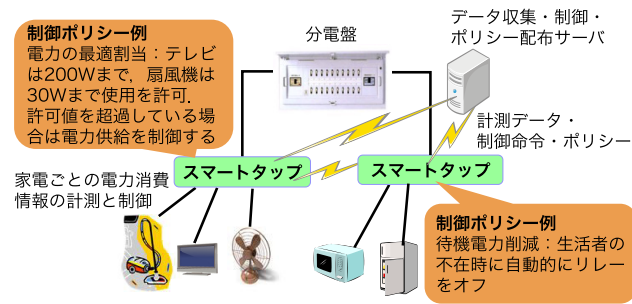 制御ポリシー例
電力の最適割当：テレビ
は200Wまで，扇風機は
30Wまで使用を許可．
許可値を超過している場
合は電力供給を制御する
分電盤
データ収集・制御・
ポリシー配布サーバ
計測データ・
制御命令・ポリシー
スマートタップ
スマートタップ
家電ごとの電力消費
情報の計測と制御
制御ポリシー例
待機電力削減：生活者の
不在時に自動的にリレー
をオフ